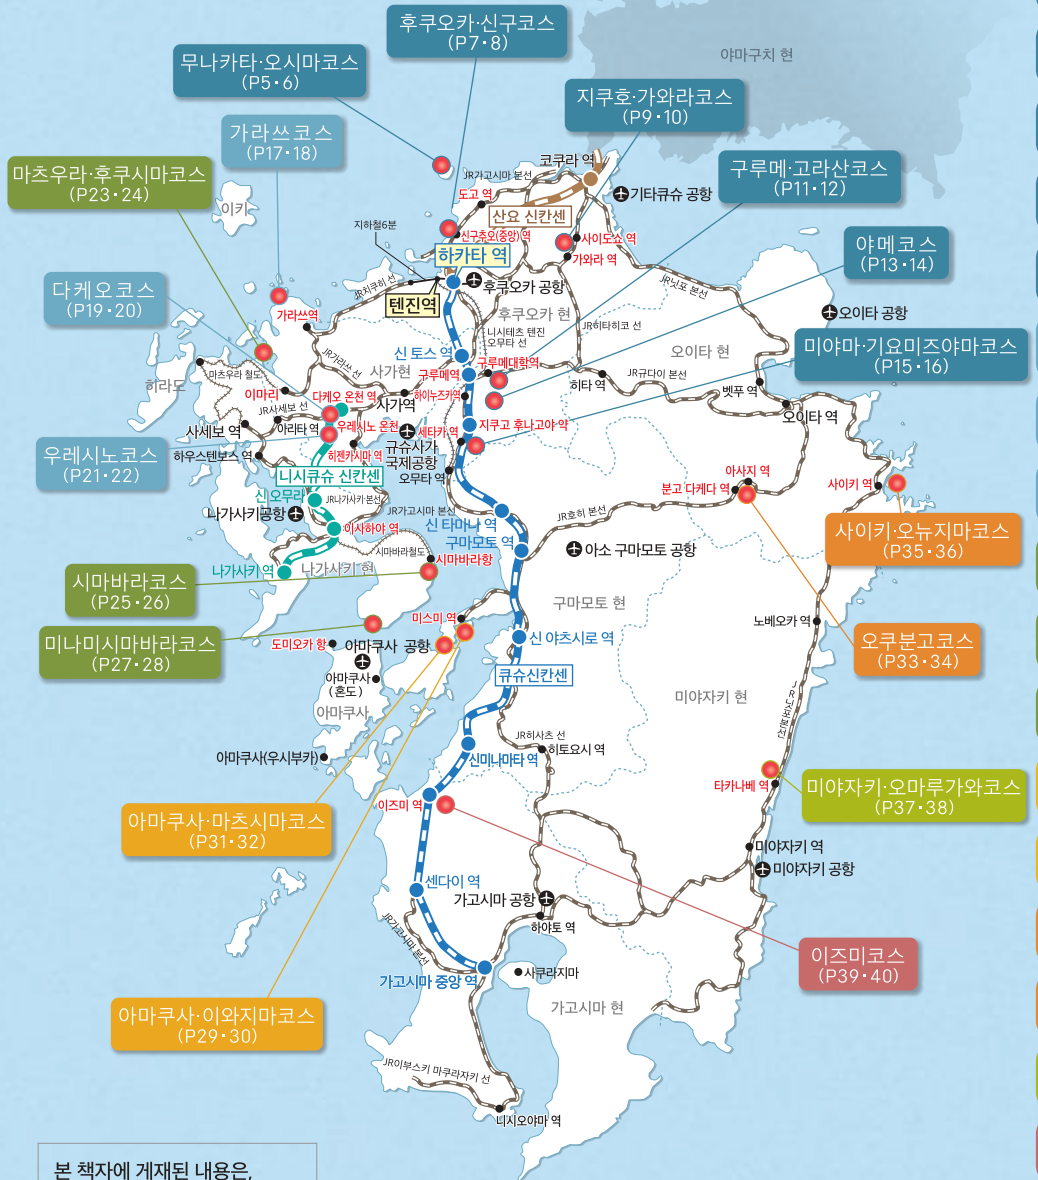 후쿠오카·신구코스
(P7·8)
야마구치 현
무나카타·오시마코스
(P5·6)
지쿠호·가와라코스
(P9·10)
가라쓰코스
(P17·18)
코쿠라 역
구루메·고라산코스
(P11·12)
마츠우라·후쿠시마코스
(P23·24)
JR가고시마 본선
도고 역
기타큐슈 공항
이키
산요 신칸센
지하철6분
신구추오(중앙) 역
사이도쇼 역
야메코스
(P13·14)
하카타 역
가와라 역
다케오코스
(P19·20)
JR치쿠히 선
후쿠오카 공항
JR닛포 본선
텐진역
후쿠오카 현
오이타 공항
가라쓰역
니시테츠 텐진
오무타 선
JR히타히코 선
미야마·기요미즈야마코스
(P15·16)
신 토스 역
오이타 현
JR가라쓰 선
사가현
구루메대학역
마츠우라 철도
구루메역
JR규다이 본선
히라도
히타 역
벳푸 역
이마리
다케오 온천 역
사가역
하이누즈카역
JR사세보 선
오이타 역
사세보 역
아리타 역
우레시노 온천
세타카 역
지쿠고 후나고야 약
우레시노코스
(P21·22)
하우스텐보스 역
히젠카시마 역
규슈사가
국제공항
오무타 역
니시큐슈 신칸센
아사지 역
분고 다케다 역
사이키 역
신 오무라
JR나가사키 본선
나가사키공항
JR가고시마 본선
신 타마나 역
JR호히 본선
사이키·오뉴지마코스
(P35·36)
이사하야 역
구마모토 역
시마바라철도
시마바라항
아소 구마모토 공항
나가사키 역
나가사키 현
시마바라코스
(P25·26)
구마모토 현
미스미 역
노베오카 역
미나미시마바라코스
(P27·28)
도미오카 항
아마쿠사 공항
신 야츠시로 역
오쿠분고코스
(P33·34)
아마쿠사
(혼도)
큐슈신칸센
아마쿠사
미야자키 현
JR닛포본선
JR히사츠 선
히토요시 역
아마쿠사(우시부카)
신미나마타 역
타카나베 역
미야자키·오마루가와코스
(P37·38)
이즈미 역
아마쿠사·마츠시마코스
(P31·32)
미야자키 역
미야자키 공항
센다이 역
가고시마 공항
JR가고시마 본선
하야토 역
이즈미코스
(P39·40)
사쿠라지마
가고시마 중앙 역
아마쿠사·이와지마코스
(P29·30)
가고시마 현
JR이부스키 마쿠라자키 선
니시오야마 역
본 책자에 게재된 내용은,